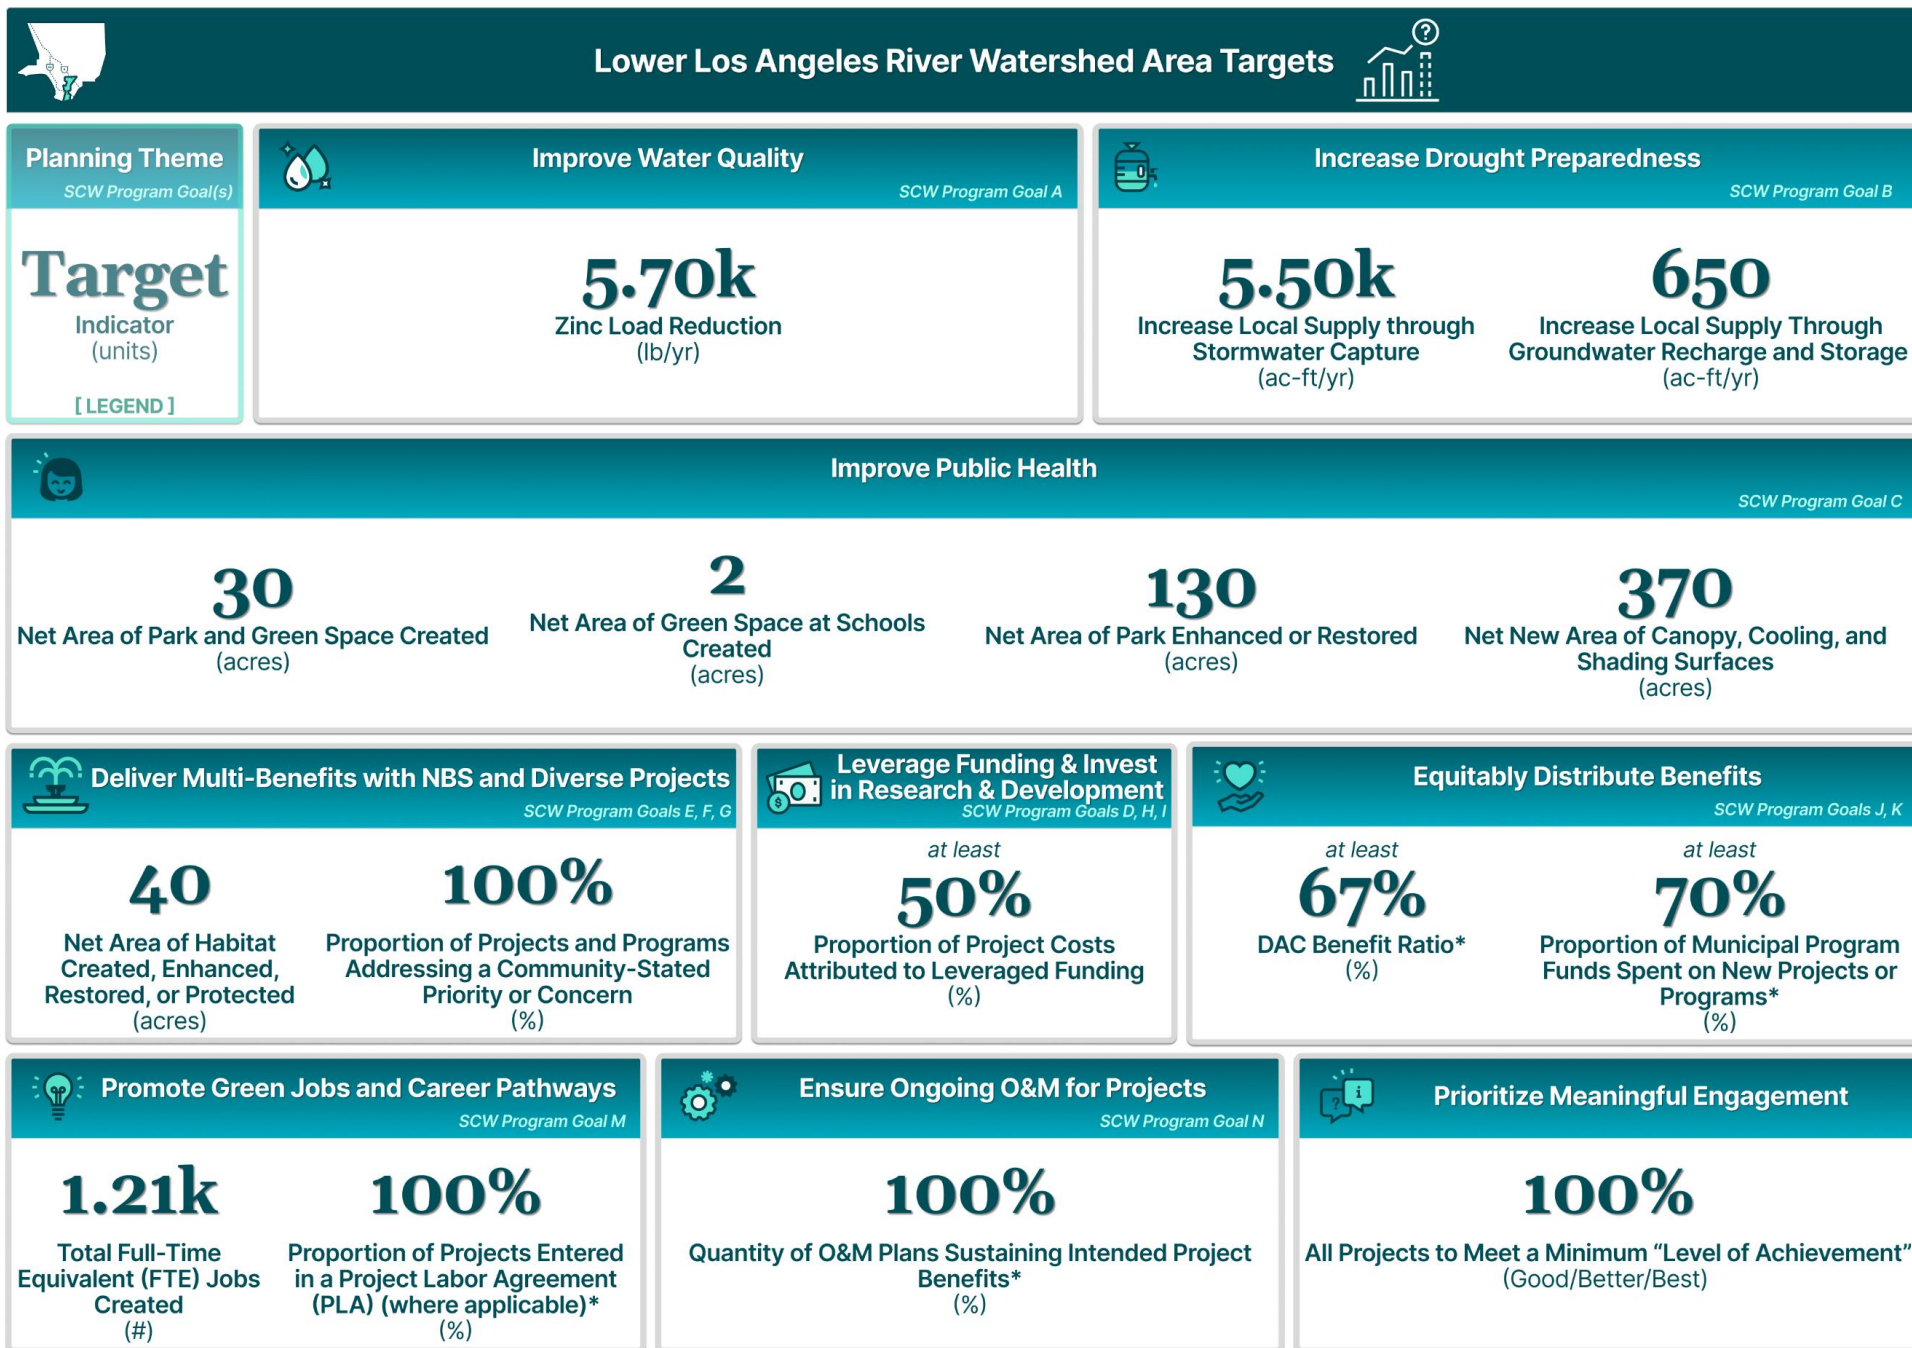 Lower Los Angeles River Watershed Area Targets
?
Planning Theme
SCW Program Goal(s)
Target
Indicator
(units)
[ LEGEND ]
Improve Water Quality
SCW Program Goal A
5.70k
Zinc Load Reduction
(lb/yr)
Increase Drought Preparedness
SCW Program Goal B
5.50k
Increase Local Supply through
Stormwater Capture
(ac-ft/yr)
650
Increase Local Supply Through
Groundwater Recharge and Storage
(ac-ft/yr)
Improve Public Health
SCW Program Goal C
30
Net Area of Park and Green Space Created
(acres)
2
Net Area of Green Space at Schools
Created
(acres)
130
Net Area of Park Enhanced or Restored
(acres)
370
Net New Area of Canopy, Cooling, and
Shading Surfaces
(acres)
Deliver Multi-Benefits with NBS and Diverse Projects
SCW Program Goals E, F, G
40
Net Area of Habitat
Created, Enhanced,
Restored, or Protected
(acres)
100%
Proportion of Projects and Programs
Addressing a Community-Stated
Priority or Concern
(%)
Leverage Funding & Invest
in Research & Development
SCW Program Goals D, H, I
$
at least
50%
Proportion of Project Costs
Attributed to Leveraged Funding
(%)
Equitably Distribute Benefits
SCW Program Goals J, K
at least
67%
DAC Benefit Ratio*
(%)
at least
70%
Proportion of Municipal Program
Funds Spent on New Projects or
Programs*
(%)
Promote Green Jobs and Career Pathways
SCW Program Goal M
1.21k
Total Full-Time
Equivalent (FTE) Jobs
Created
(#)
100%
Proportion of Projects Entered
in a Project Labor Agreement
(PLA) (where applicable)*
(%)
Ensure Ongoing O&M for Projects
SCW Program Goal N
100%
Quantity of O&M Plans Sustaining Intended Project
Benefits*
(%)
? i
Prioritize Meaningful Engagement
100%
All Projects to Meet a Minimum “Level of Achievement”
(Good/Better/Best)